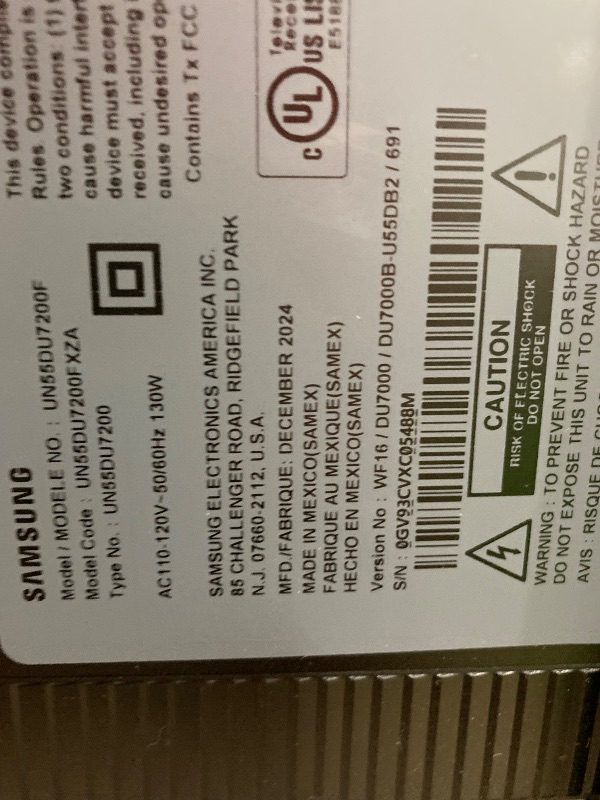 This device compli
Rules. Operation is
two conditions: (1)
cause harmful inter
device must accept
received, including
cause undesired op
Contains Tx FCC
Recei
C UL US LIS
E5188
SAMSUNG
Model / MODELE NO. : UN55DU7200F
Model Code : UN55DU7200FXZA
Type No. : UN55DU7200
AC110-120V~50/60Hz 130W
SAMSUNG ELECTRONICS AMERICA INC.
85 CHALLENGER ROAD, RIDGEFIELD PARK
N.J. 07660-2112, U.S.A.
MFD./FABRIQUE: DECEMBER 2024
MADE IN MEXICO(SAMEX)
FABRIQUE AU MEXIQUE(SAMEX)
HECHO EN MEXICO(SAMEX)
Version No : WF16 / DU7000 / DU7000B-U55DB2 / 691
S/N : 0GV93CVXC05488M
CAUTION
RISK OF ELECTRIC SHOCK
DO NOT OPEN
WARNING : TO PREVENT FIRE OR SHOCK HAZARD
DO NOT EXPOSE THIS UNIT TO RAIN OR MOISTURE
AVIS : RISQUE DE